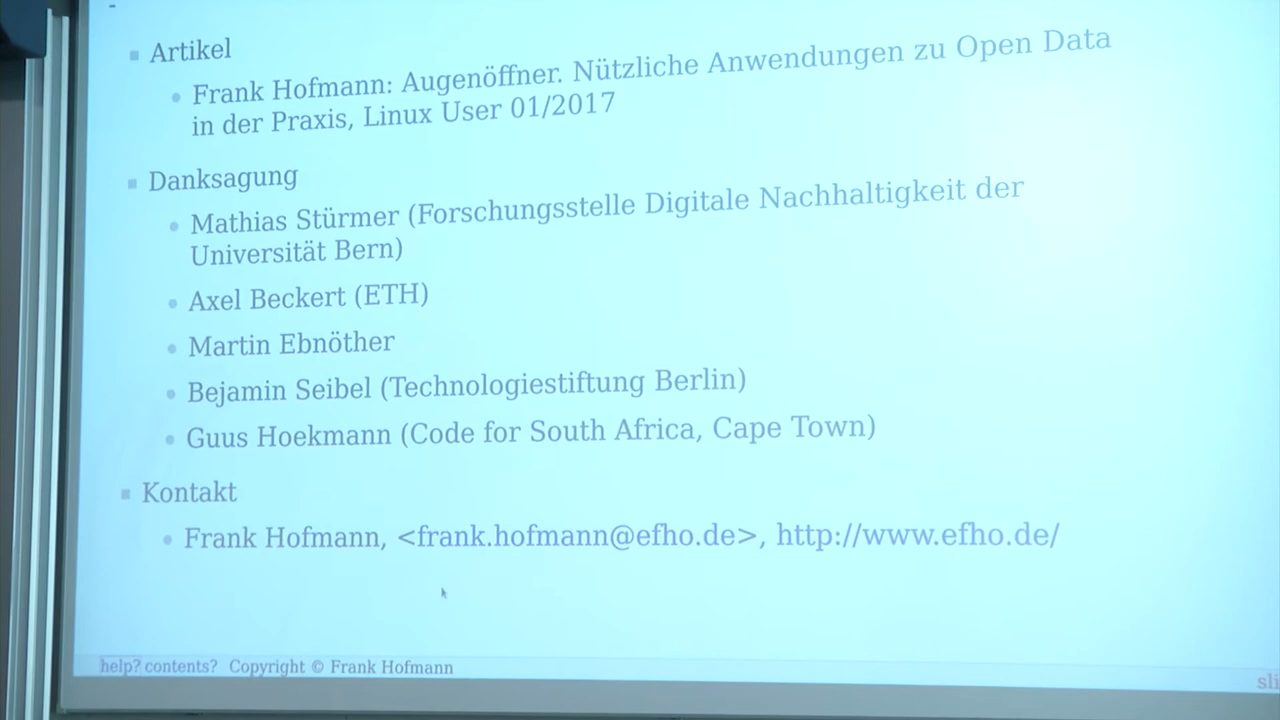 Artikel
Frank Hofmann: Augenöffner. Nützliche Anwendungen zu Open Data
in der Praxis, Linux User 01/2017
Danksagung
Mathias Stürmer (Forschungsstelle Digitale Nachhaltigkeit der
Universität Bern)
Axel Beckert (ETH)
Martin Ebnöther
Bejamin Seibel (Technologiestiftung Berlin)
Guus Hoekmann (Code for South Africa, Cape Town)
Kontakt
Frank Hofmann, <frank.hofmann@efho.de>, http://www.efho.de/
help? contents? Copyright © Frank Hofmann